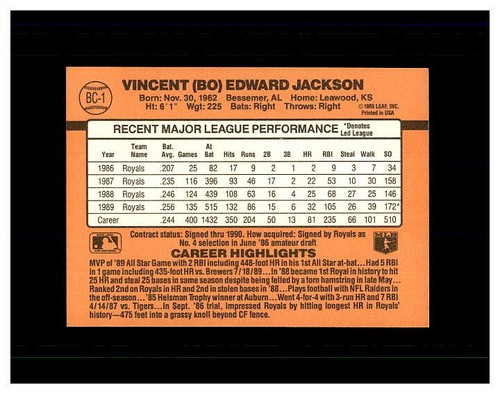 BC-1
VINCENT (BO) EDWARD JACKSON
Born: Nov. 30, 1962 Bessemer, AL Home: Leawood, KS
Ht: 6'1" Wgt: 225 Bats: Right Throws: Right
©1989 LEAF, INC.
Printed in USA
RECENT MAJOR LEAGUE PERFORMANCE *Denotes Led League
Year Team Name Bat. Avg. Games At Bat Hits Runs 2B 3B HR RBI Steal Walk SO
1986 Royals .207 25 82 17 9 2 1 2 9 3 7 34
1987 Royals .235 116 396 93 46 17 2 22 53 10 30 158
1988 Royals .246 124 439 108 63 16 4 25 68 27 25 146
1989 Royals .256 135 515 132 86 15 6 32 105 26 39 172*
Career .244 400 1432 350 204 50 13 81 235 66 101 510
Contract status: Signed thru 1990. How acquired: Signed by Royals as
No. 4 selection in June '86 amateur draft
CAREER HIGHLIGHTS
MVP of '89 All Star Game with 2 RBI including 448-foot HR in his 1st All Star at-bat...Had 5 RBI
in 1 game including 435-foot HR vs. Brewers 7/18/89...In '88 became 1st Royal in history to hit
25 HR and steal 25 bases in same season despite being felled by a torn hamstring in late May...
Ranked 2nd on Royals in HR and 2nd in stolen bases in '88...Plays football with NFL Raiders in
the off-season...'85 Heisman Trophy winner at Auburn...Went 4-for-4 with 3-run HR and 7 RBI
4/14/87 vs. Tigers...in Sept. '86 trial, impressed Royals by hitting longest HR in Royals'
history—475 feet into a grassy knoll beyond CF fence.